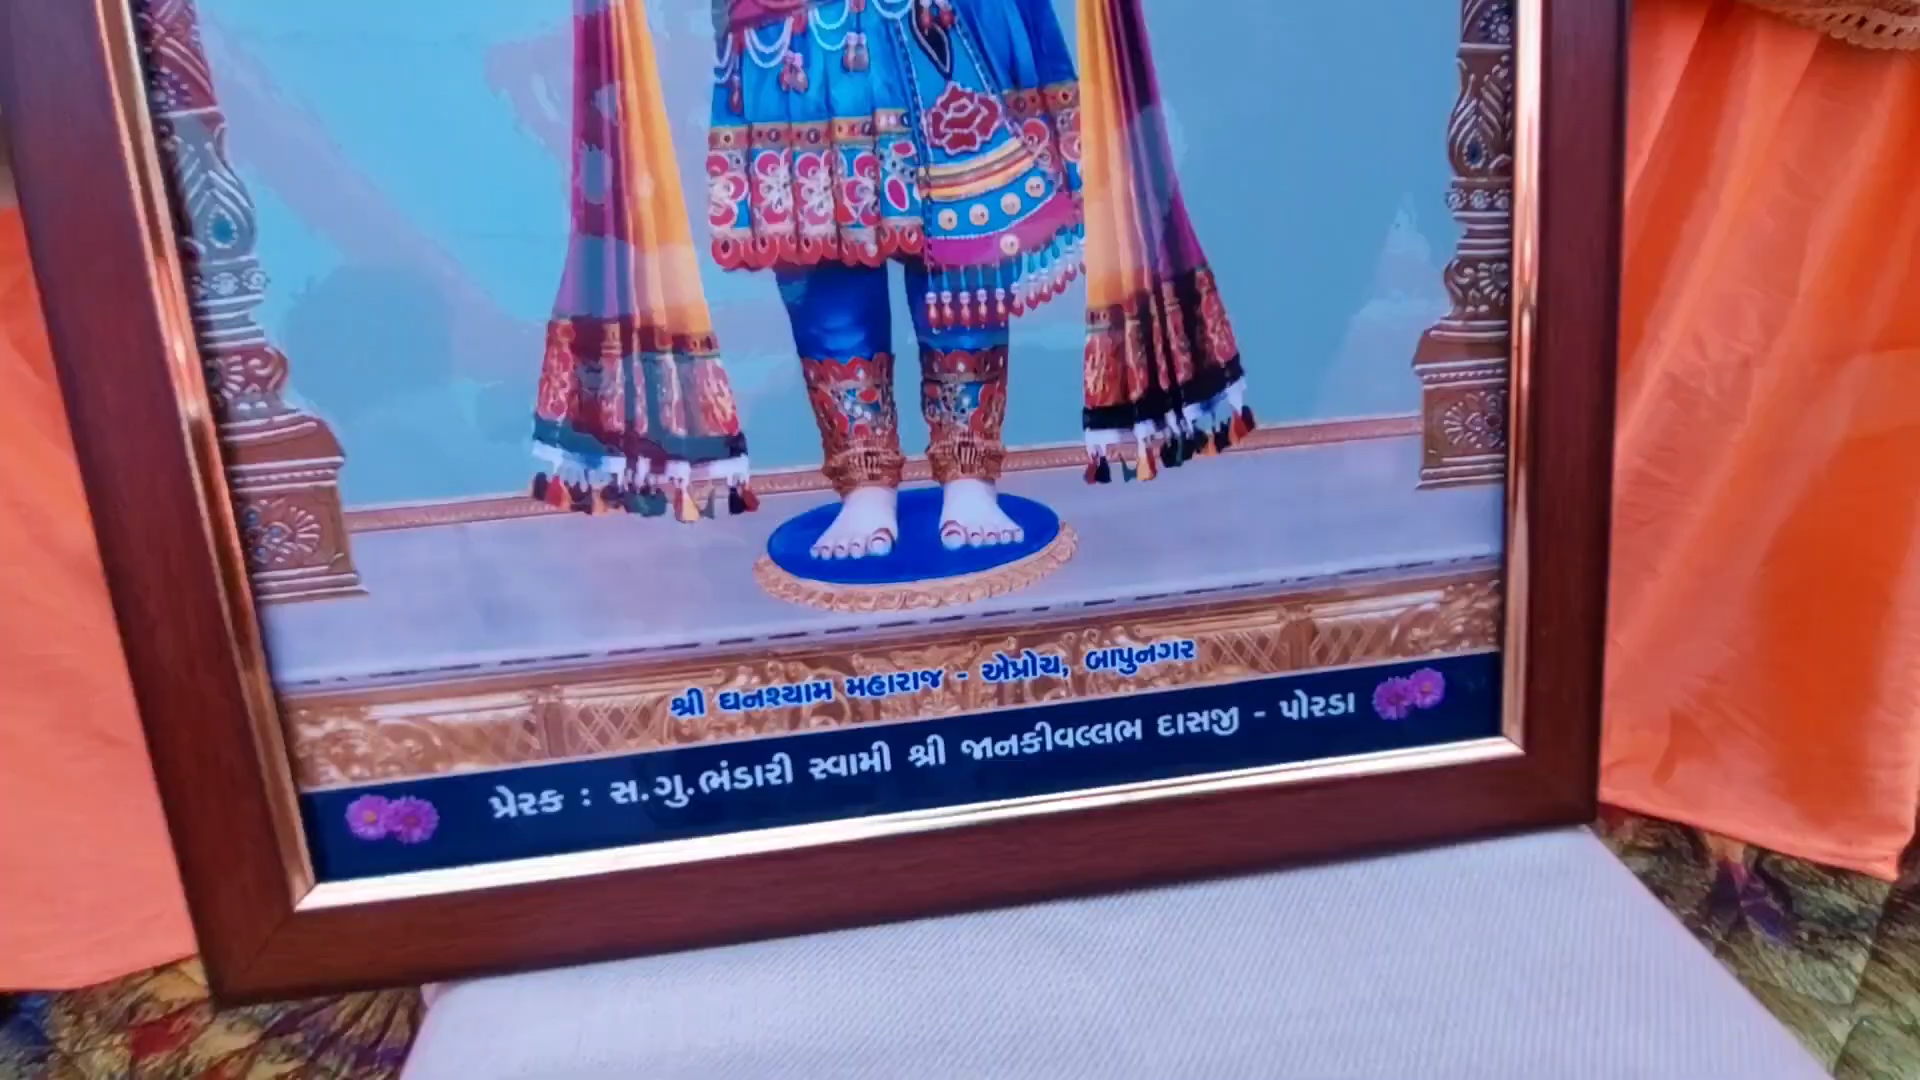 શ્રી ઘનશ્યામ મહારાજ - એપ્રોચ, બાપુનગર
પ્રેરક : સ.ગુ.ભંડારી સ્વામી શ્રી જાનકીવલ્લભ દાસજી - પોરડા